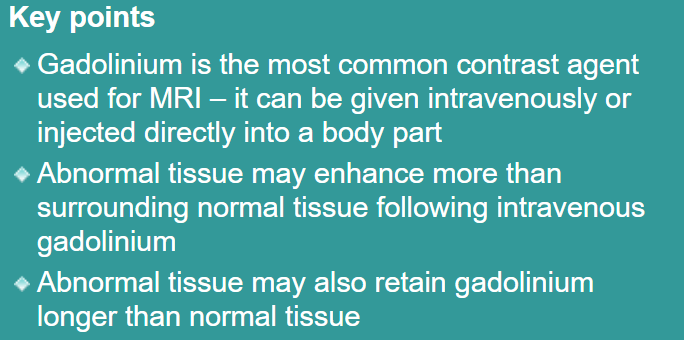 Key points
Gadolinium is the most common contrast agent
used for MRI – it can be given intravenously or
injected directly into a body part
Abnormal tissue may enhance more than
surrounding normal tissue following intravenous
gadolinium
Abnormal tissue may also retain gadolinium
longer than normal tissue